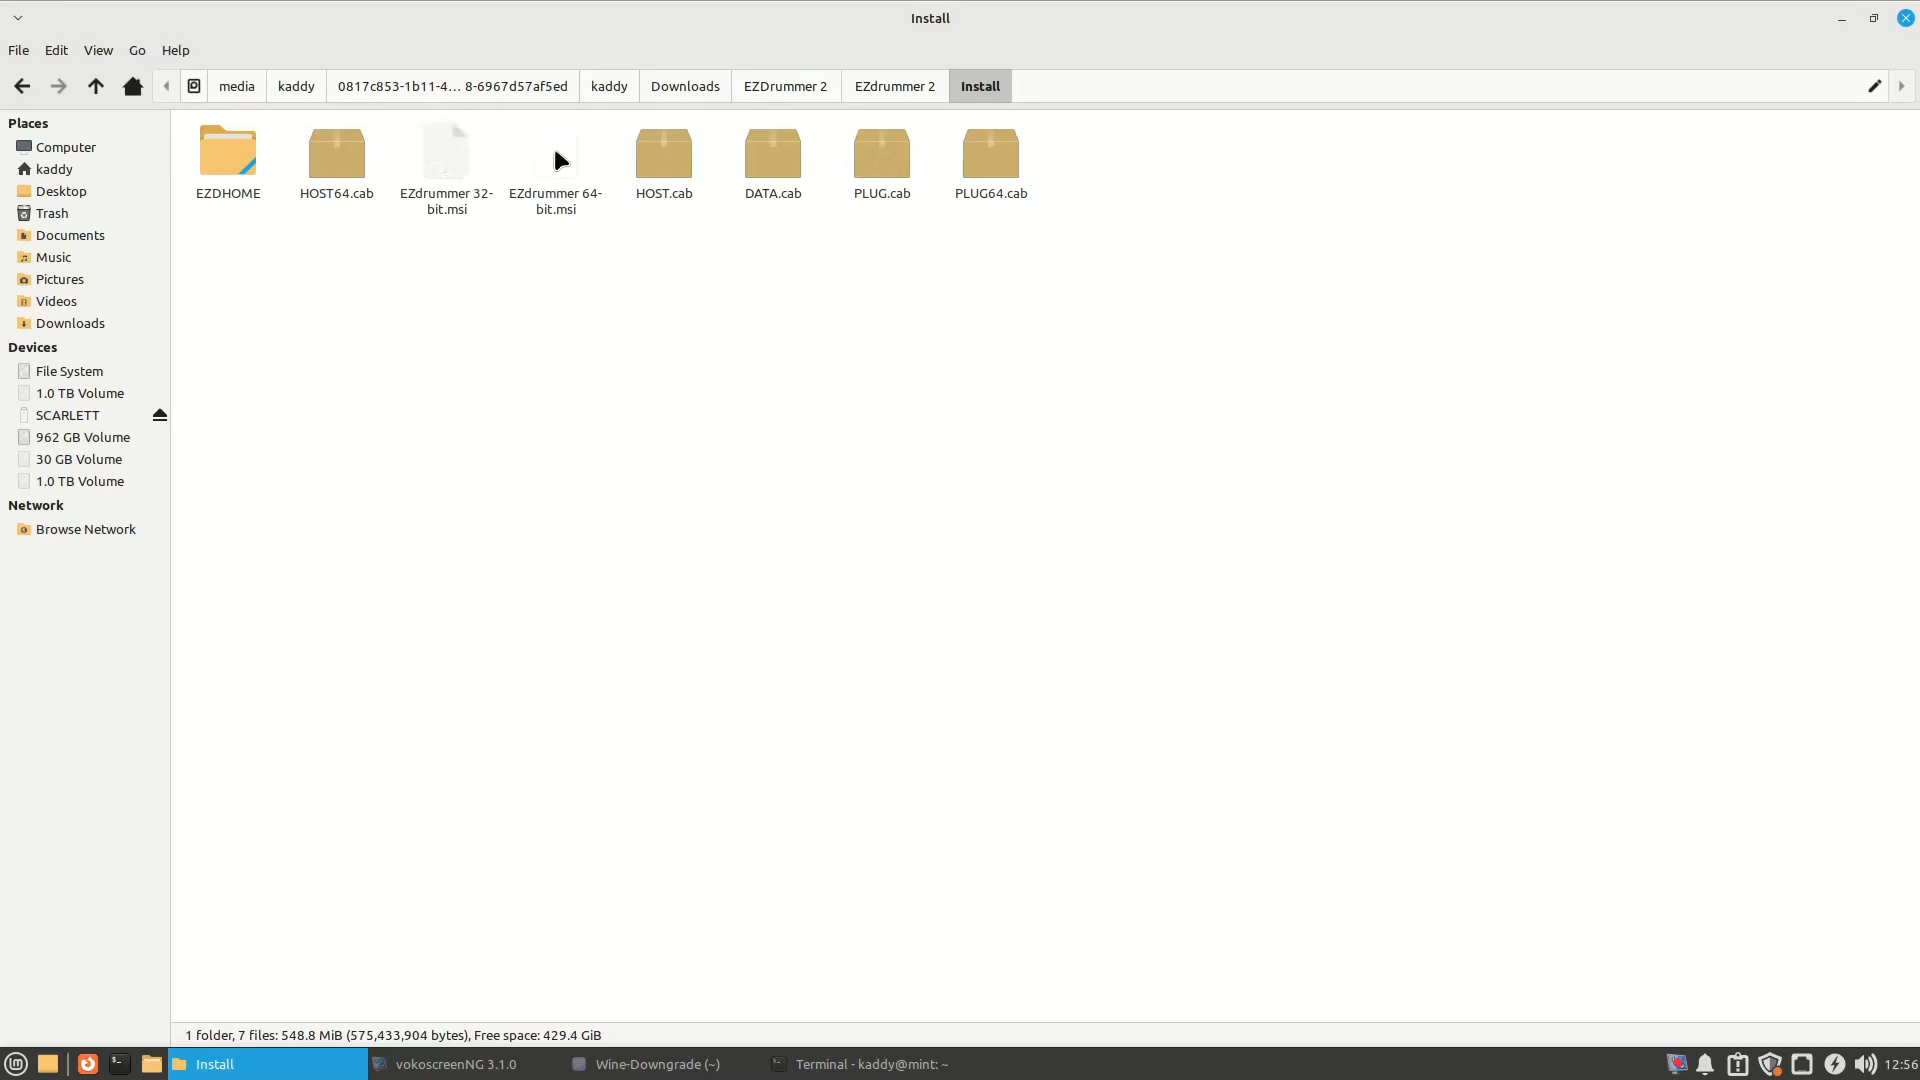 Install
File Edit View Go Help
media kaddy 0817c853-1b11-4... 8-6967d57af5ed kaddy Downloads EZDrummer 2 EZdrummer 2 Install
Places
Computer
kaddy
Desktop
Trash
Documents
Music
Pictures
Videos
Downloads
Devices
File System
1.0 TB Volume
SCARLETT
962 GB Volume
30 GB Volume
1.0 TB Volume
Network
Browse Network
EZDHOME
HOST64.cab
EZdrummer 32-
bit.msi
EZdrummer 64-
bit.msi
HOST.cab
DATA.cab
PLUG.cab
PLUG64.cab
1 folder, 7 files: 548.8 MiB (575,433,904 bytes), Free space: 429.4 GiB
Install
vokoscreenNG 3.1.0
Wine-Downgrade (~)
Terminal - kaddy@mint: ~
12:56